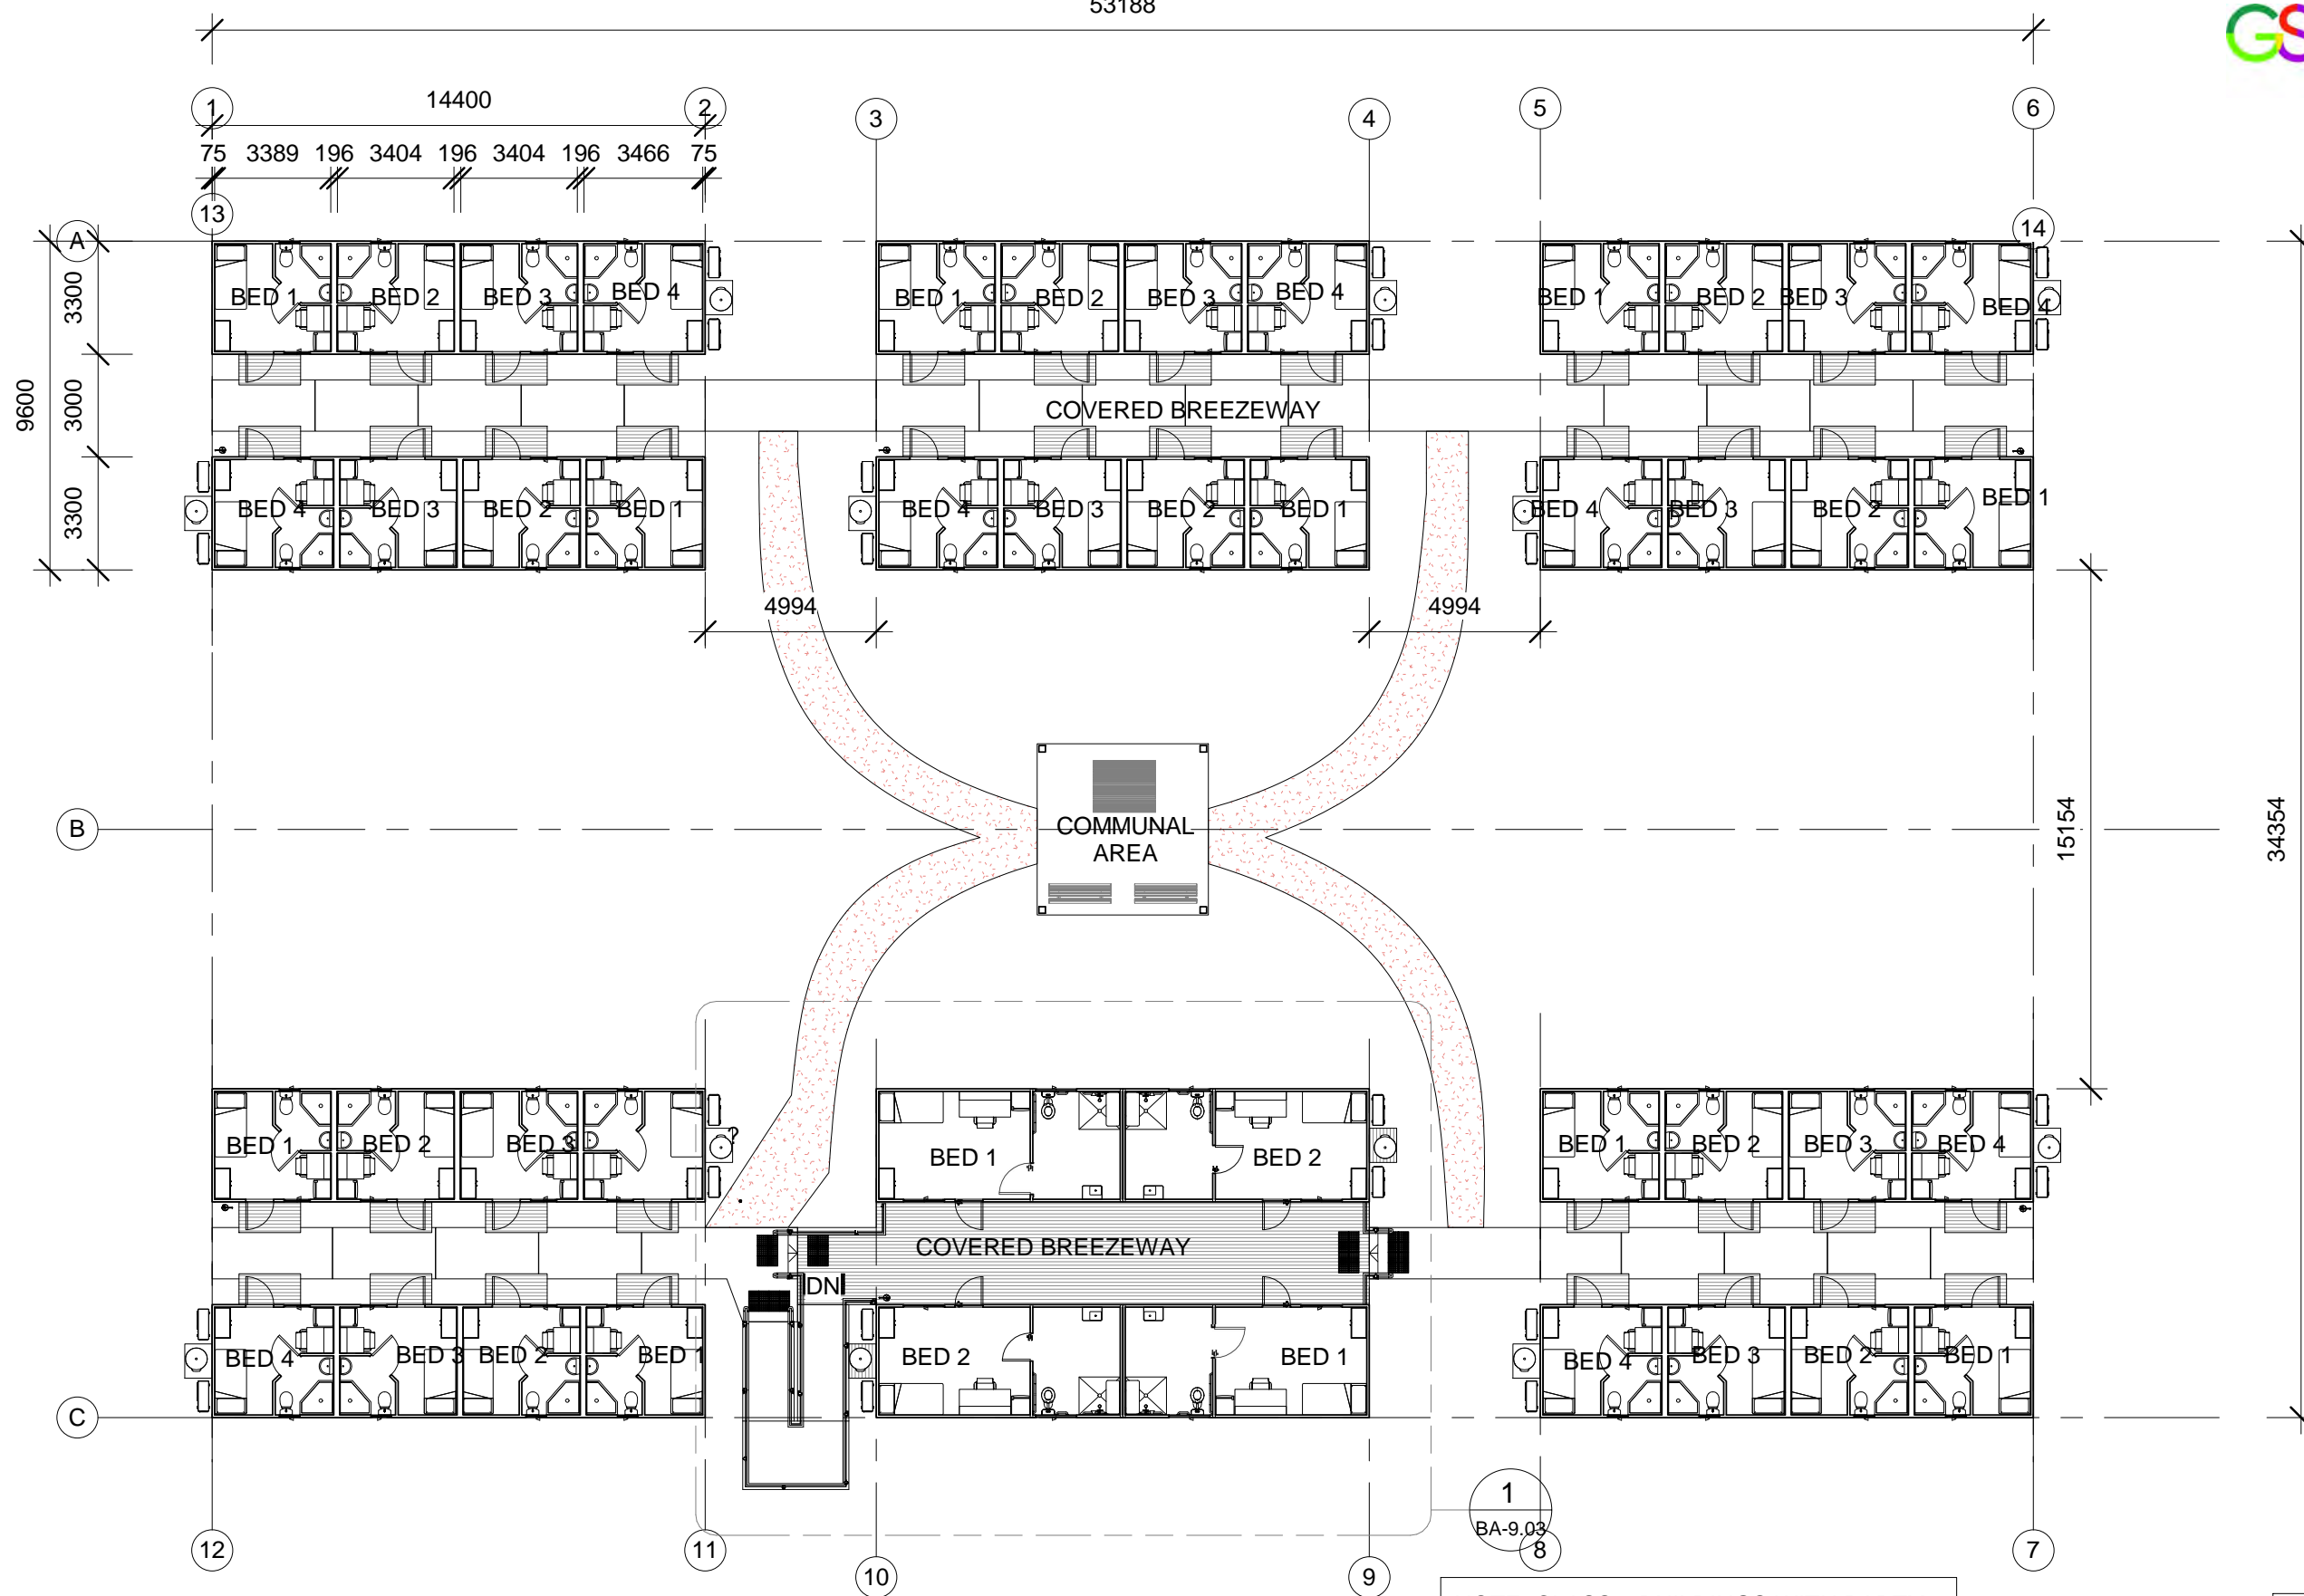 53188
GS
1
14400
2
3
4
5
6
75 3389 196 3404 196 3404 196 3466 75
13
14
A
9600
3300
3000
3300
BED 1
BED 2
BED 3
BED 4
BED 1
BED 2
BED 3
BED 4
BED 1
BED 2
BED 3
BED 4
COVERED BREEZEWAY
BED 4
BED 3
BED 2
BED 1
BED 4
BED 3
BED 2
BED 1
BED 4
BED 3
BED 2
BED 1
4994
4994
B
COMMUNAL
AREA
15154
34354
BED 1
BED 2
BED 3
?
BED 1
BED 2
BED 1
BED 2
BED 3
BED 4
COVERED BREEZEWAY
DN
BED 4
BED 3
BED 2
BED 1
BED 2
BED 1
BED 4
BED 3
BED 2
BED 1
C
1
BA-9.03
12
11
10
9
8
7